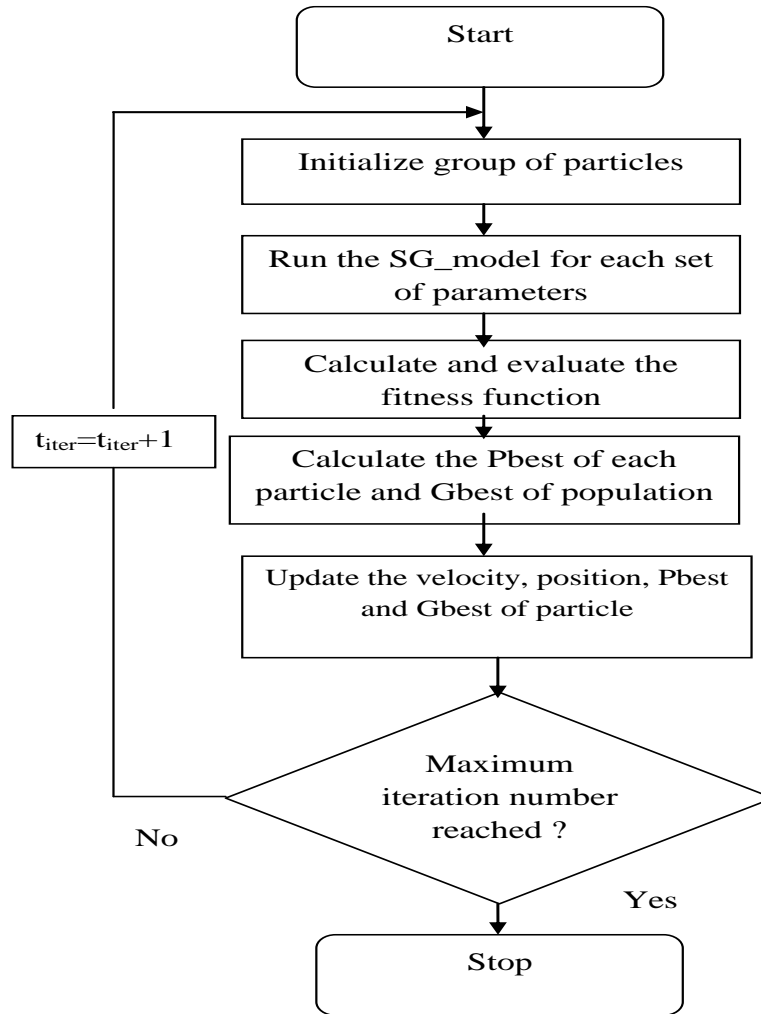 Start
Initialize group of particles
Run the SG_model for each set
of parameters
Calculate and evaluate the
fitness function
t_iter=t_iter+1
Calculate the Pbest of each
particle and Gbest of population
Update the velocity, position, Pbest
and Gbest of particle
Maximum
iteration number
reached ?
No
Yes
Stop